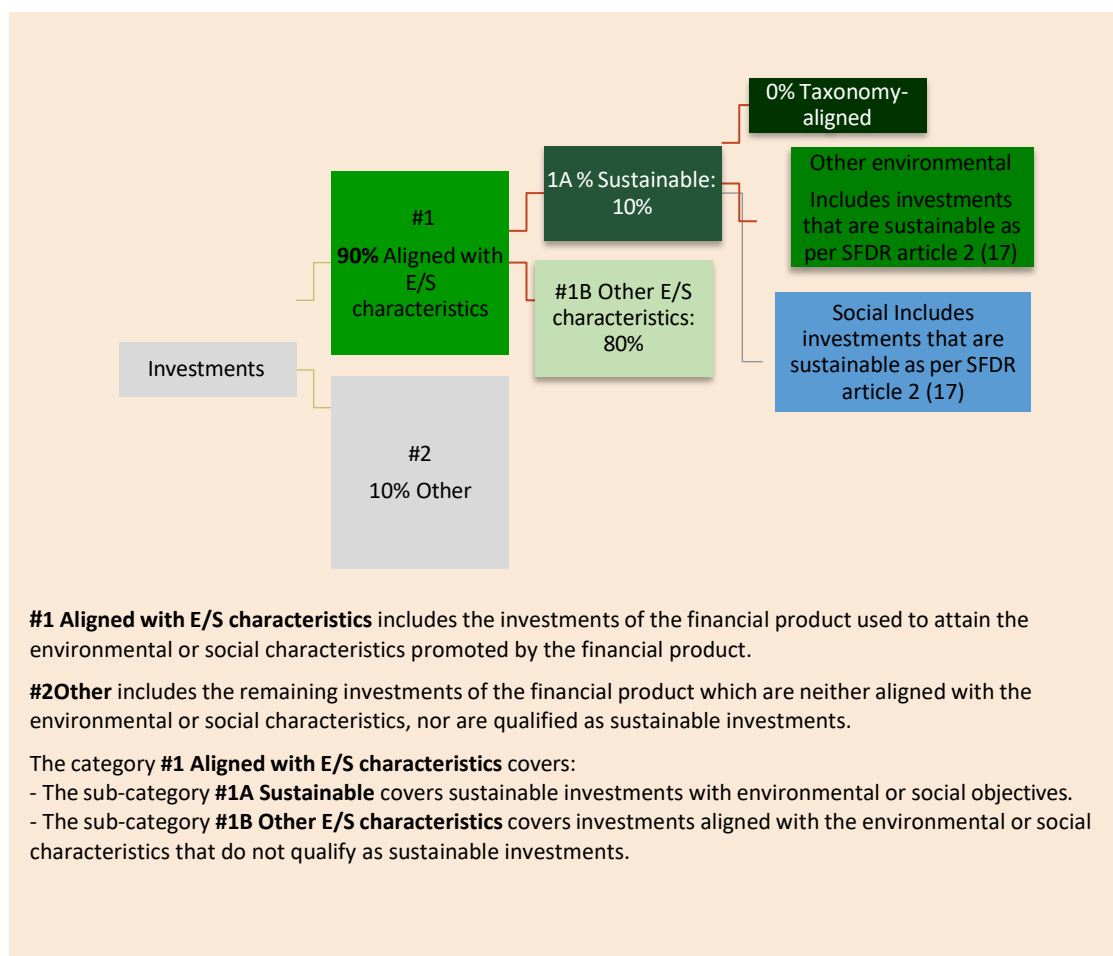 0% Taxonomy-
aligned
Other environmental
Includes investments
that are sustainable as
per SFDR article 2 (17)
1A % Sustainable:
10%
#1
90% Aligned with
E/S
characteristics
#1B Other E/S
characteristics:
80%
Social Includes
investments that are
sustainable as per SFDR
article 2 (17)
Investments
#2
10% Other
#1 Aligned with E/S characteristics includes the investments of the financial product used to attain the
environmental or social characteristics promoted by the financial product.
#2Other includes the remaining investments of the financial product which are neither aligned with the
environmental or social characteristics, nor are qualified as sustainable investments.
The category #1 Aligned with E/S characteristics covers:
- The sub-category #1A Sustainable covers sustainable investments with environmental or social objectives.
- The sub-category #1B Other E/S characteristics covers investments aligned with the environmental or social
characteristics that do not qualify as sustainable investments.